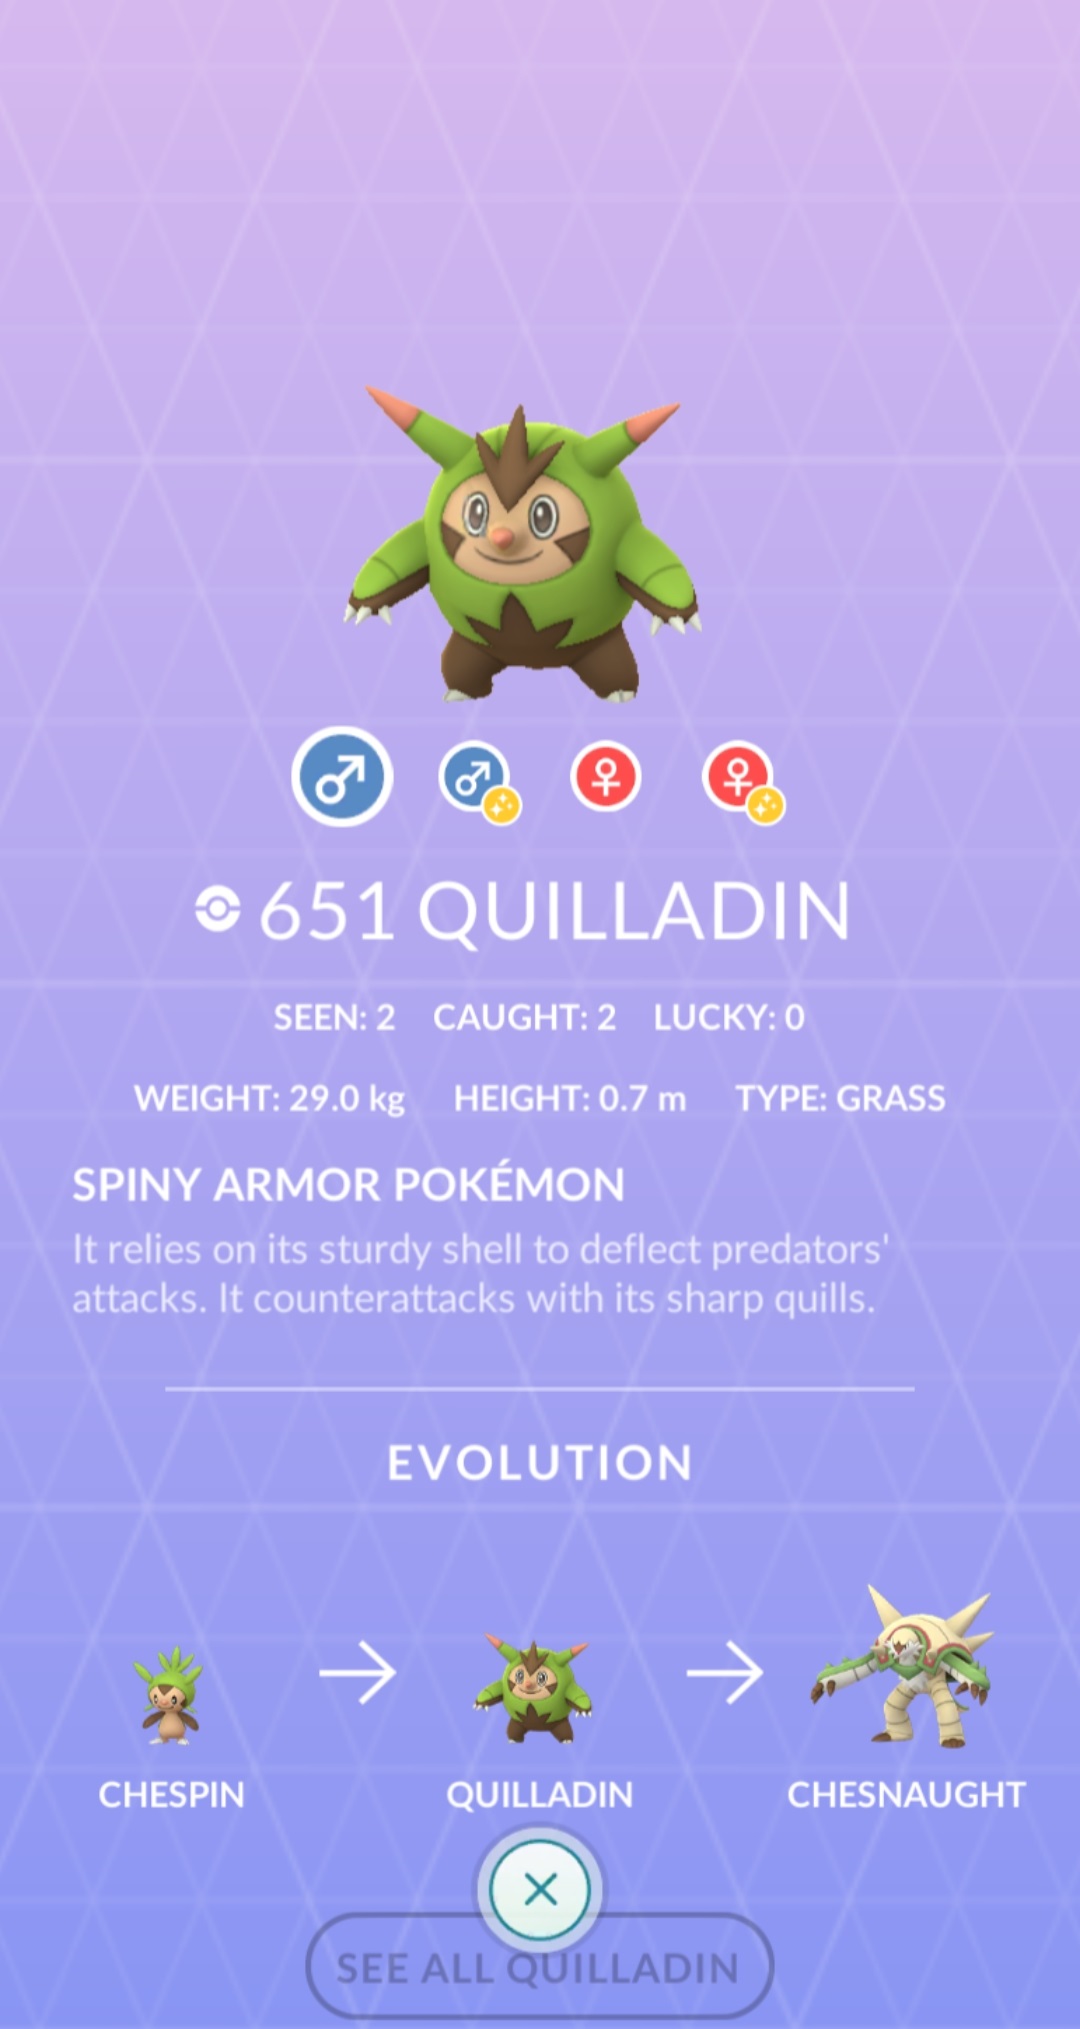 651 QUILLADIN
SEEN: 2 CAUGHT: 2 LUCKY: 0
WEIGHT: 29.0 kg HEIGHT: 0.7 m TYPE: GRASS
SPINY ARMOR POKÉMON
It relies on its sturdy shell to deflect predators'
attacks. It counterattacks with its sharp quills.
EVOLUTION
CHESPIN QUILLADIN CHESNAUGHT
SEE ALL QUILLADIN